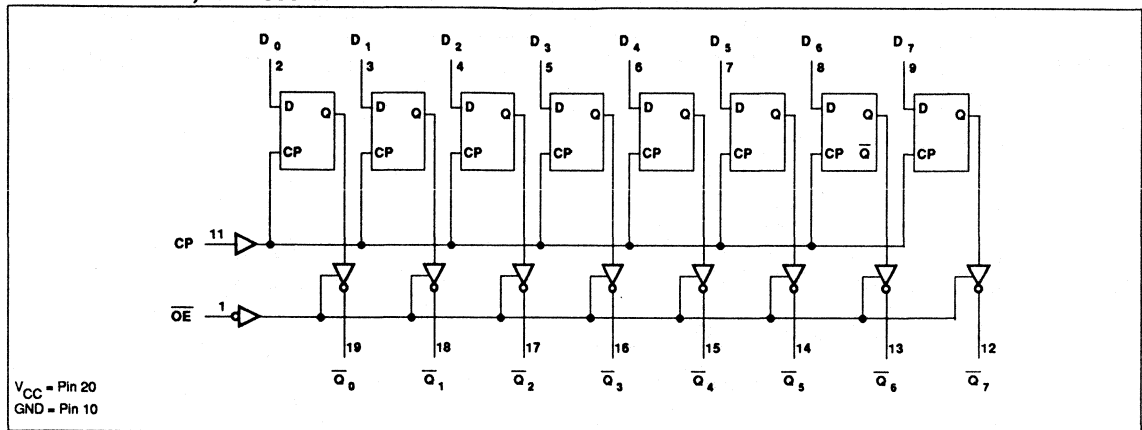 D0 D1 D2 D3 D4 D5 D6 D7
2 3 4 5 6 7 8 9
D Q D Q D Q D Q D Q D Q D Q D Q
CP CP CP CP CP CP CP Q̅ CP
CP 11
O̅E̅ 1
19 18 17 16 15 14 13 12
Q̅0 Q̅1 Q̅2 Q̅3 Q̅4 Q̅5 Q̅6 Q̅7
VCC = Pin 20
GND = Pin 10